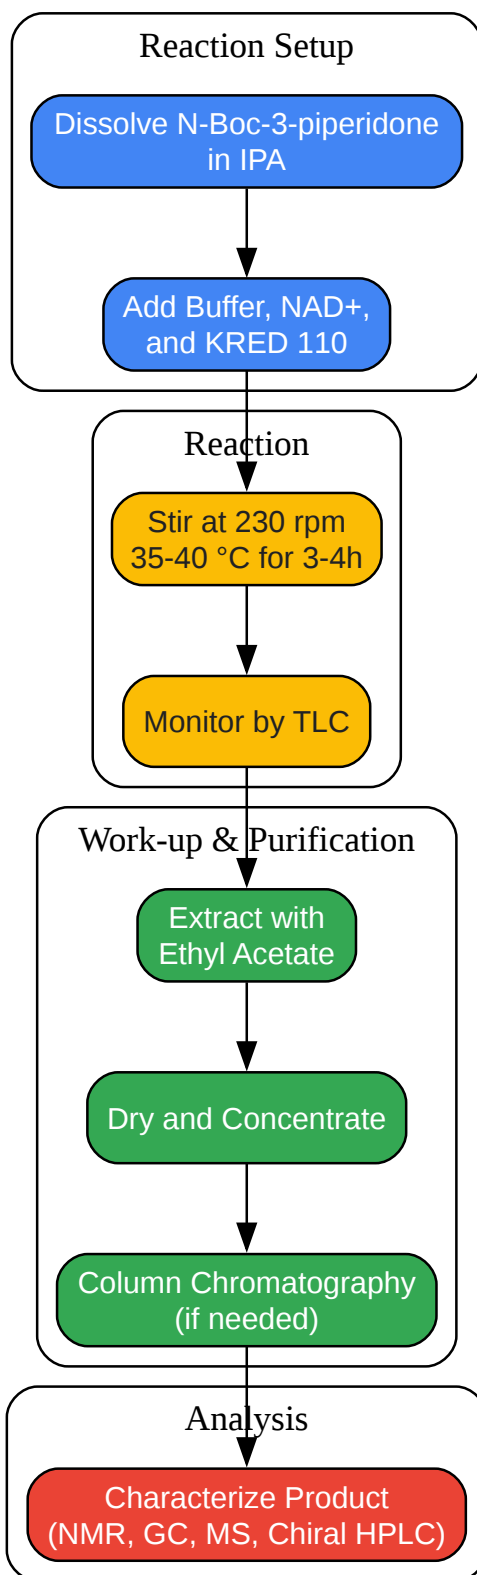 Reaction Setup
Dissolve N-Boc-3-piperidone
in IPA
Add Buffer, NAD+,
and KRED 110
Reaction
Stir at 230 rpm
35-40 °C for 3-4h
Monitor by TLC
Work-up & Purification
Extract with
Ethyl Acetate
Dry and Concentrate
Column Chromatography
(if needed)
Analysis
Characterize Product
(NMR, GC, MS, Chiral HPLC)